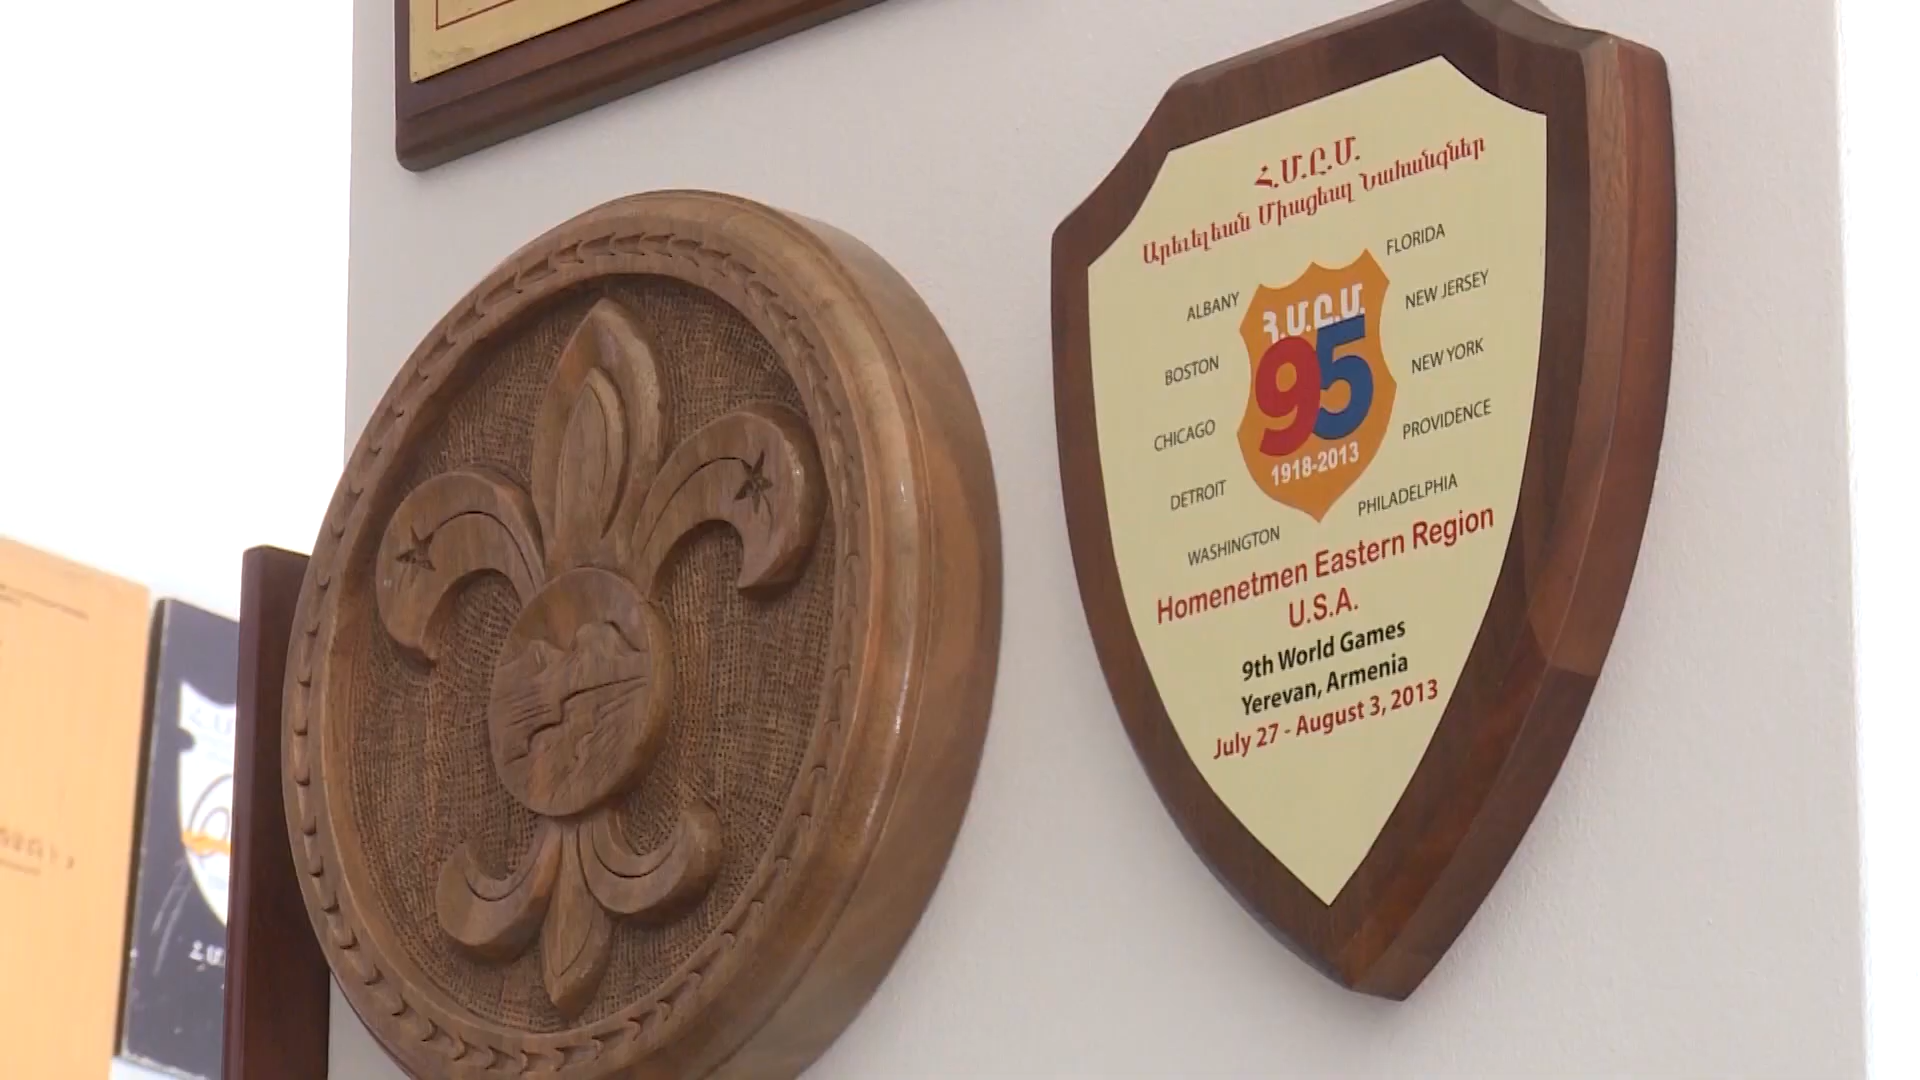 Հ.Մ.Ը.Մ.
Արեւելեան Միացեալ Նահանգներ
FLORIDA
ALBANY
NEW JERSEY
Հ.Մ.Ը.Մ.
95
1918-2013
BOSTON
NEW YORK
CHICAGO
PROVIDENCE
DETROIT
PHILADELPHIA
WASHINGTON
Homenetmen Eastern Region
U.S.A.
9th World Games
Yerevan, Armenia
July 27 - August 3, 2013